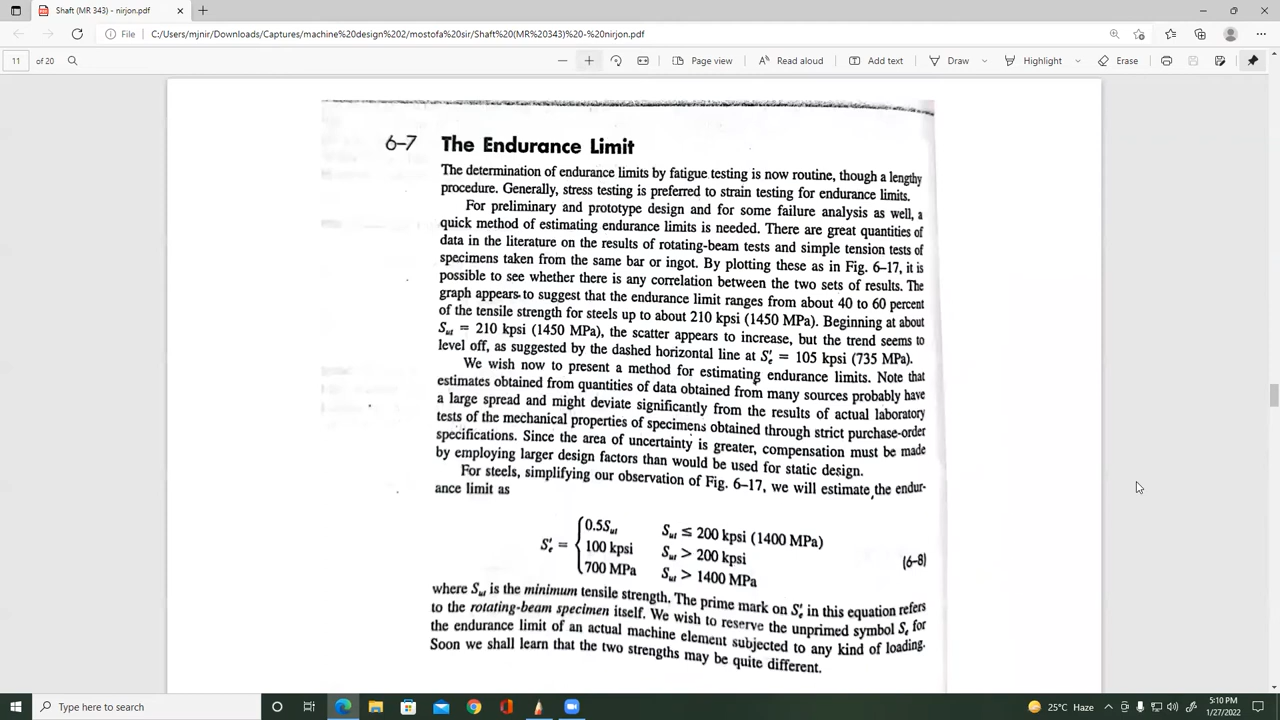 Shaft (MR 343) - nirjon.pdf
File
C:/Users/mjnir/Downloads/Captures/machine%20design%202/mostofa%20sir/Shaft%20(MR%20343)%20-%20nirjon.pdf
11 of 20
Page view
Read aloud
Add text
Draw
Highlight
Erase
6-7 The Endurance Limit
The determination of endurance limits by fatigue testing is now routine, though a lengthy
procedure. Generally, stress testing is preferred to strain testing for endurance limits.
For preliminary and prototype design and for some failure analysis as well, a
quick method of estimating endurance limits is needed. There are great quantities of
data in the literature on the results of rotating-beam tests and simple tension tests of
specimens taken from the same bar or ingot. By plotting these as in Fig. 6–17, it is
possible to see whether there is any correlation between the two sets of results. The
graph appears to suggest that the endurance limit ranges from about 40 to 60 percent
of the tensile strength for steels up to about 210 kpsi (1450 MPa). Beginning at about
Sut = 210 kpsi (1450 MPa), the scatter appears to increase, but the trend seems to
level off, as suggested by the dashed horizontal line at S′e = 105 kpsi (735 MPa).
We wish now to present a method for estimating endurance limits. Note that
estimates obtained from quantities of data obtained from many sources probably have
a large spread and might deviate significantly from the results of actual laboratory
tests of the mechanical properties of specimens obtained through strict purchase-order
specifications. Since the area of uncertainty is greater, compensation must be made
by employing larger design factors than would be used for static design.
For steels, simplifying our observation of Fig. 6–17, we will estimate the endur-
ance limit as
0.5Sut Sut ≤ 200 kpsi (1400 MPa)
S′e = { 100 kpsi Sut > 200 kpsi (6–8)
700 MPa Sut > 1400 MPa
where Sut is the minimum tensile strength. The prime mark on S′e in this equation refers
to the rotating-beam specimen itself. We wish to reserve the unprimed symbol Se for
the endurance limit of an actual machine element subjected to any kind of loading.
Soon we shall learn that the two strengths may be quite different.
Type here to search
25°C Haze
5:10 PM
1/27/2022